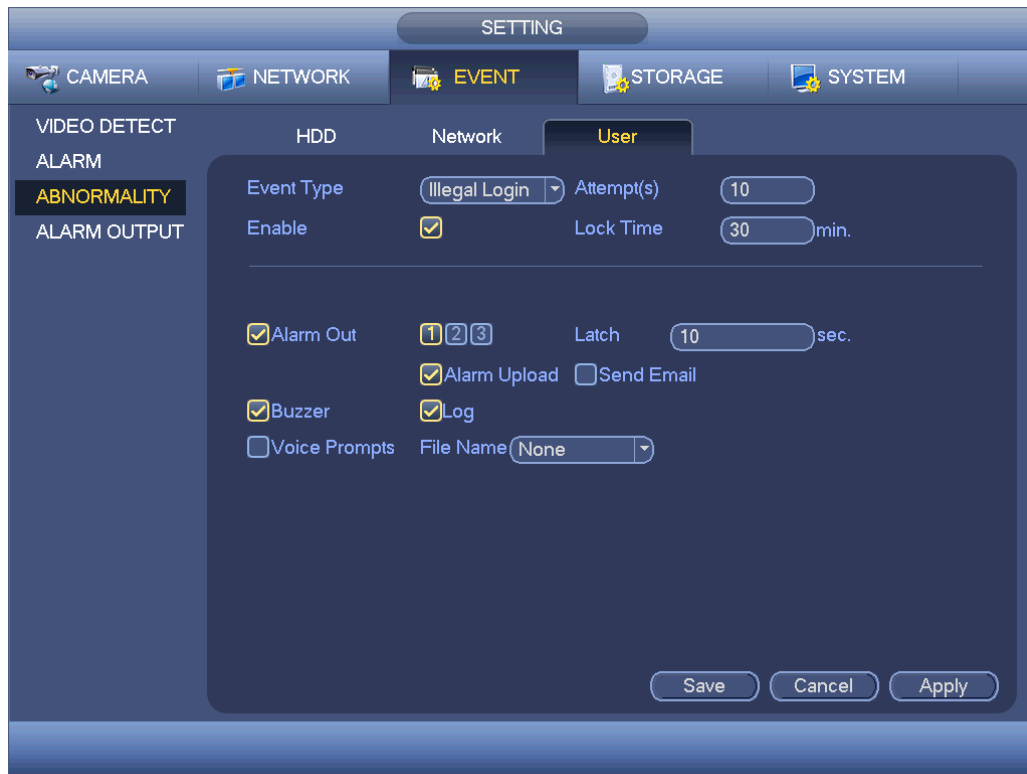 SETTING
CAMERA NETWORK EVENT STORAGE SYSTEM
VIDEO DETECT
ALARM
ABNORMALITY
ALARM OUTPUT
HDD Network User
Event Type Illegal Login Attempt(s) 10
Enable Lock Time 30 min.
Alarm Out 1 2 3 Latch 10 sec.
Alarm Upload Send Email
Buzzer Log
Voice Prompts File Name None
Save Cancel Apply